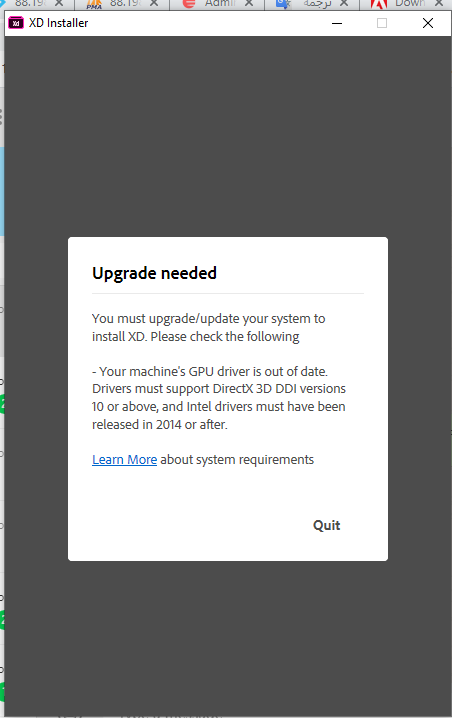 88.19
PMA
88.19
Admi
ترجمة
Down
Xd XD Installer
Upgrade needed
You must upgrade/update your system to
install XD. Please check the following
- Your machine's GPU driver is out of date.
Drivers must support DirectX 3D DDI versions
10 or above, and Intel drivers must have been
released in 2014 or after.
Learn More about system requirements
Quit